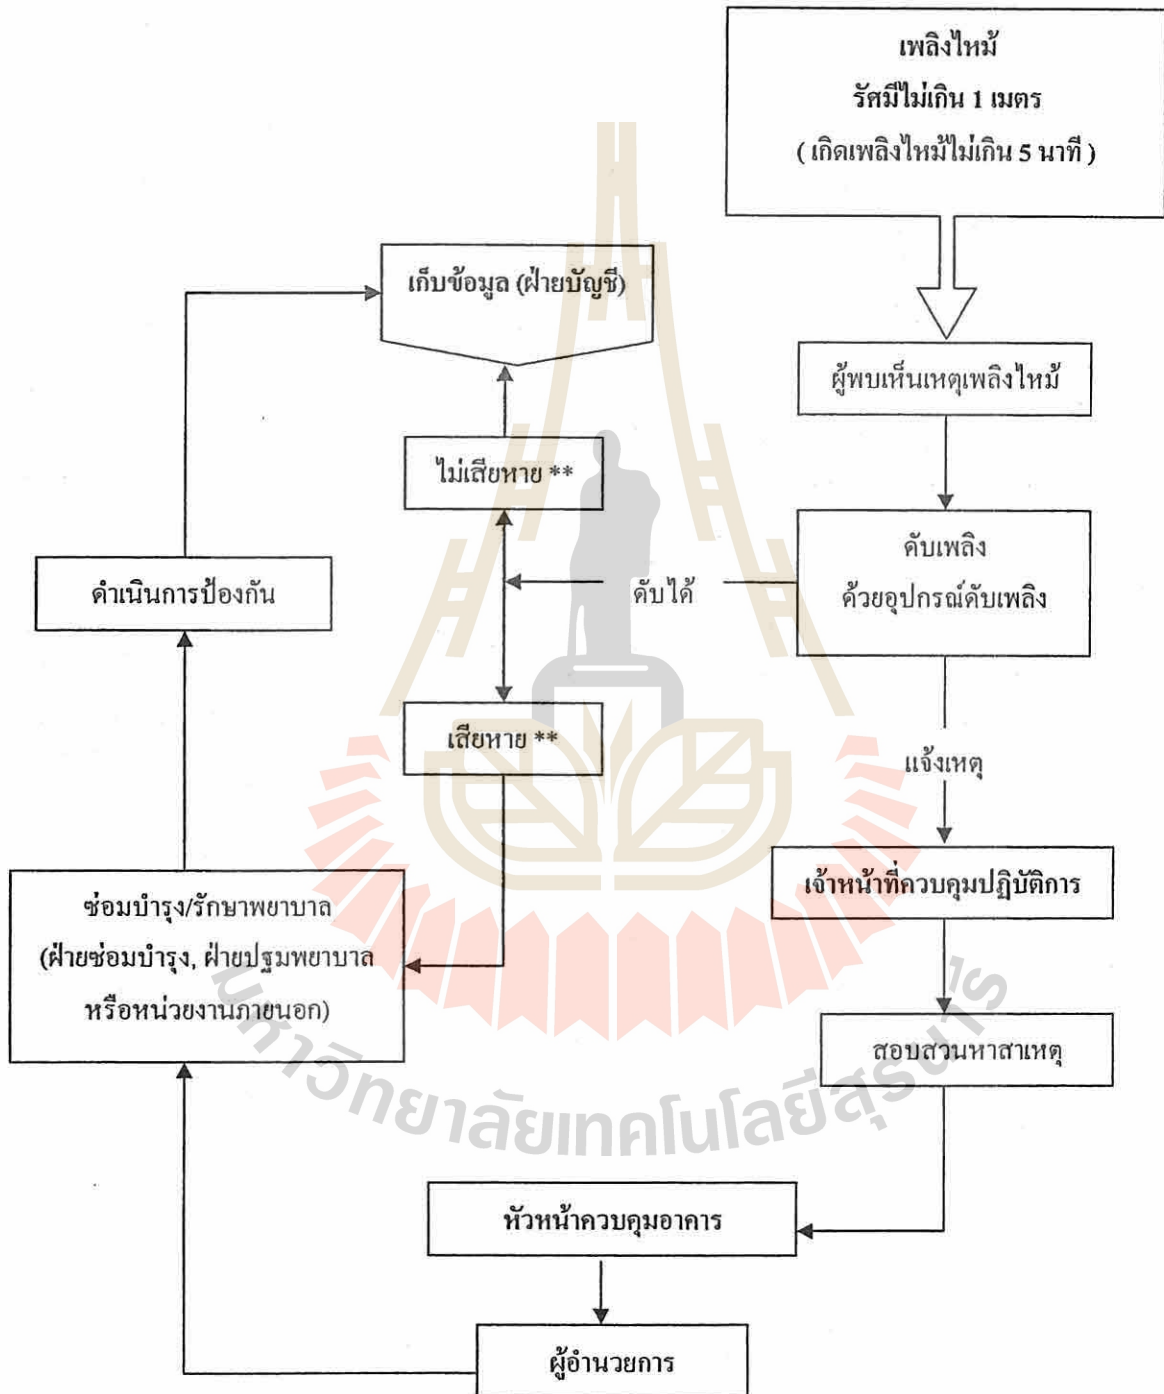 เพลิงไหม้
รัศมีไม่เกิน 1 เมตร
( เกิดเพลิงไหม้ไม่เกิน 5 นาที )
เก็บข้อมูล (ฝ่ายบัญชี)
ผู้พบเห็นเหตุเพลิงไหม้
ไม่เสียหาย **
ดับเพลิง
ด้วยอุปกรณ์ดับเพลิง
ดับได้
ดำเนินการป้องกัน
เสียหาย **
แจ้งเหตุ
เจ้าหน้าที่ควบคุมปฏิบัติการ
ซ่อมบำรุง/รักษาพยาบาล
(ฝ่ายซ่อมบำรุง, ฝ่ายปฐมพยาบาล
หรือหน่วยงานภายนอก)
สอบสวนหาสาเหตุ
มหาวิทยาลัยเทคโนโลยีสุรนารี
หัวหน้าควบคุมอาคาร
ผู้อำนวยการ